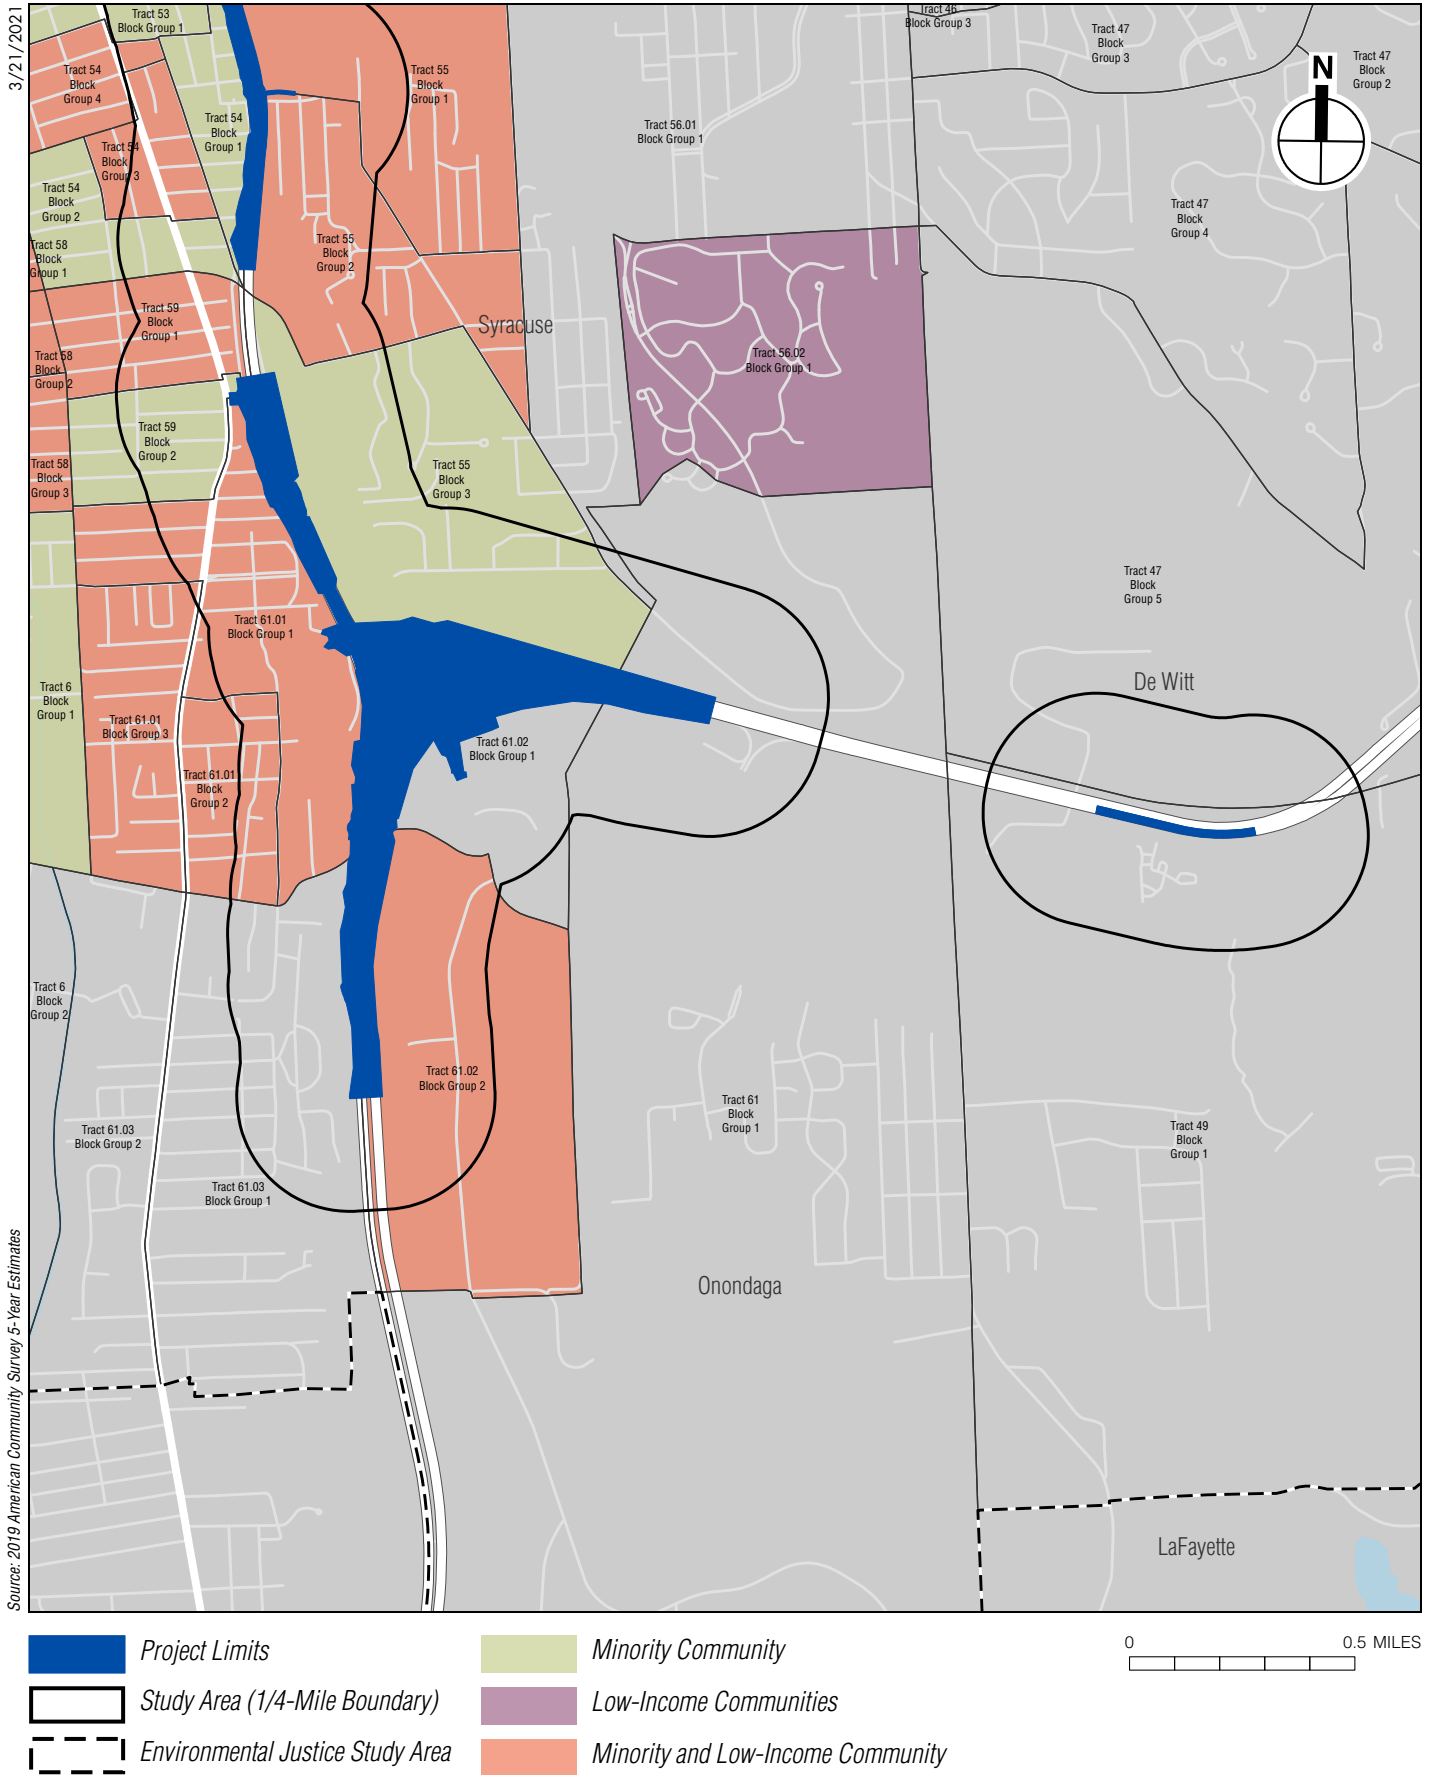 3/21/2021
Tract 53
Block Group 1
Tract 46
Block Group 3
Tract 47
Block
Group 3
Tract 47
Block
Group 2
N
Tract 54
Block
Group 4
Tract 55
Block
Group 1
Tract 54
Block
Group 1
Tract 56.01
Block Group 1
Tract 54
Block
Group 3
Tract 54
Block
Group 2
Tract 47
Block
Group 4
Tract 58
Block
Group 1
Tract 55
Block
Group 2
Tract 59
Block
Group 1
Syracuse
Tract 58
Block
Group 2
Tract 56.02
Block Group 1
Tract 59
Block
Group 2
Tract 58
Block
Group 3
Tract 55
Block
Group 3
Tract 47
Block
Group 5
Tract 61.01
Block Group 1
De Witt
Tract 6
Block
Group 1
Tract 61.01
Block Group 3
Tract 61.02
Block Group 1
Tract 61.01
Block
Group 2
Tract 6
Block
Group 2
Tract 61.02
Block Group 2
Tract 61
Block
Group 1
Tract 61.03
Block Group 2
Tract 49
Block
Group 1
Tract 61.03
Block Group 1
Onondaga
LaFayette
Source: 2019 American Community Survey 5-Year Estimates
Project Limits
Study Area (1/4-Mile Boundary)
Environmental Justice Study Area
Minority Community
Low-Income Communities
Minority and Low-Income Community
0 0.5 MILES